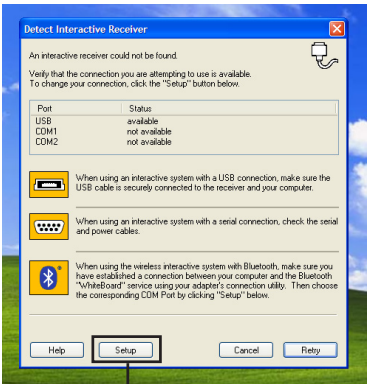 Detect Interactive Receiver
An interactive receiver could not be found.
Verify that the connection you are attempting to use is available.
To change your connection, click the "Setup" button below.
Port Status
USB available
COM1 not available
COM2 not available
When using an interactive system with a USB connection, make sure the
USB cable is securely connected to the receiver and your computer.
When using an interactive system with a serial connection, check the serial
and power cables.
When using the wireless interactive system with Bluetooth, make sure you
have established a connection between your computer and the Bluetooth
"WhiteBoard" service using your adapter's connection utility. Then choose
the corresponding COM Port by clicking "Setup" below.
Help Setup Cancel Retry